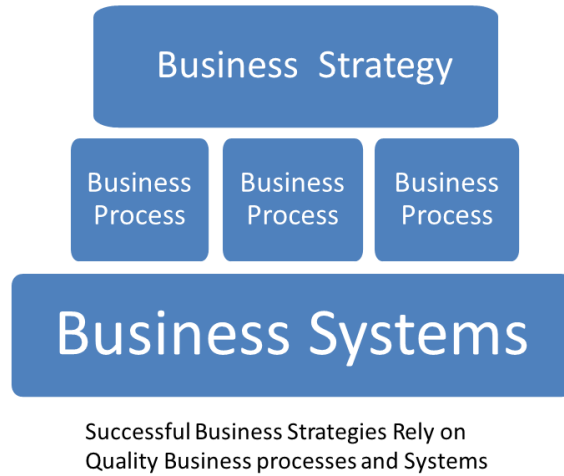 Business Strategy
Business Business Business
Process Process Process
Business Systems
Successful Business Strategies Rely on
Quality Business processes and Systems